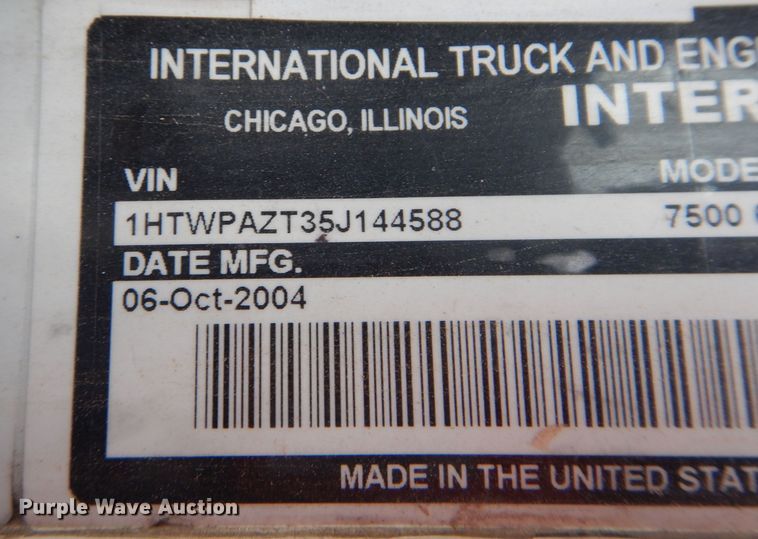 INTERNATIONAL TRUCK AND ENG
CHICAGO, ILLINOIS
INTER
VIN
MODE
1HTWPAZT35J144588
7500
DATE MFG.
06-Oct-2004
MADE IN THE UNITED STAT
Purple Wave Auction